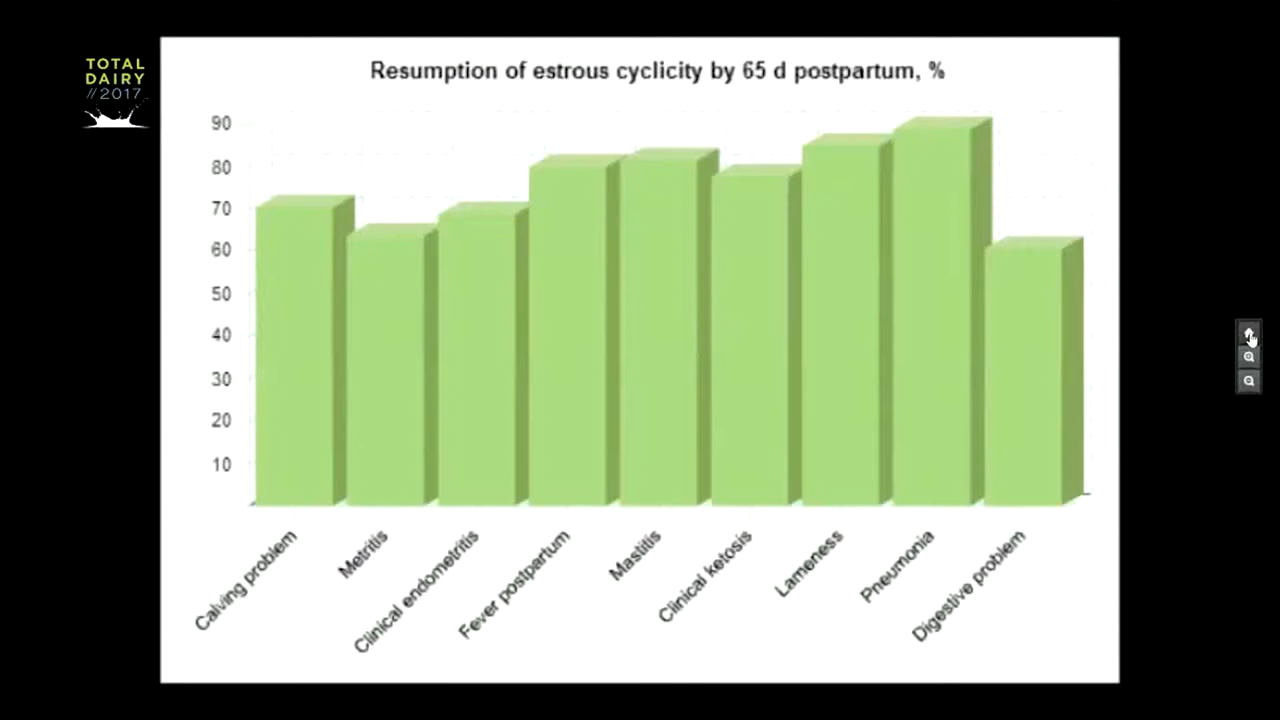 TOTAL
DAIRY
//2017
Resumption of estrous cyclicity by 65 d postpartum, %
90
80
70
60
50
40
30
20
10
Calving problem
Metritis
Clinical endometritis
Fever postpartum
Mastitis
Clinical ketosis
Lameness
Pneumonia
Digestive problem